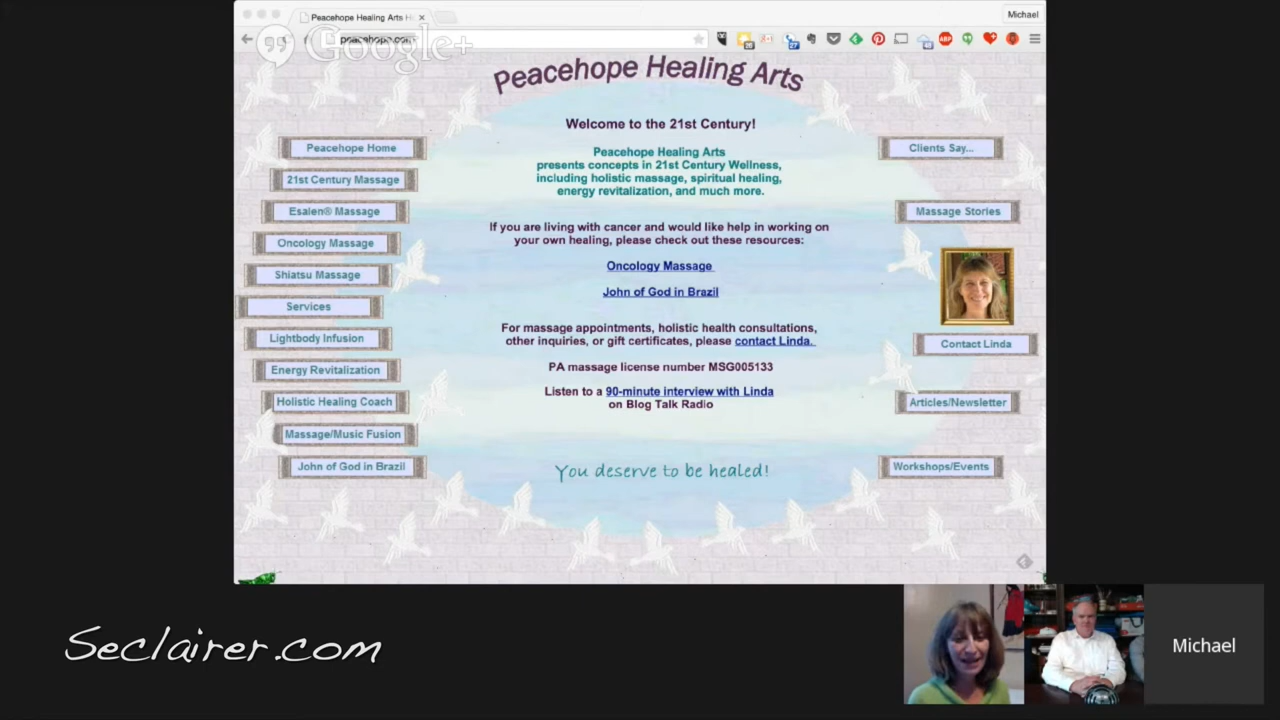 Peacehope Healing Arts H
Michael
peacehope.com
Google+
Peacehope Healing Arts
Welcome to the 21st Century!
Peacehope Healing Arts
presents concepts in 21st Century Wellness,
including holistic massage, spiritual healing,
energy revitalization, and much more.
If you are living with cancer and would like help in working on
your own healing, please check out these resources:
Oncology Massage
John of God in Brazil
For massage appointments, holistic health consultations,
other inquiries, or gift certificates, please contact Linda.
PA massage license number MSG005133
Listen to a 90-minute interview with Linda
on Blog Talk Radio
You deserve to be healed!
Peacehope Home
21st Century Massage
Esalen® Massage
Oncology Massage
Shiatsu Massage
Services
Lightbody Infusion
Energy Revitalization
Holistic Healing Coach
Massage/Music Fusion
John of God in Brazil
Clients Say...
Massage Stories
Contact Linda
Articles/Newsletter
Workshops/Events
Seclairer.com
Michael